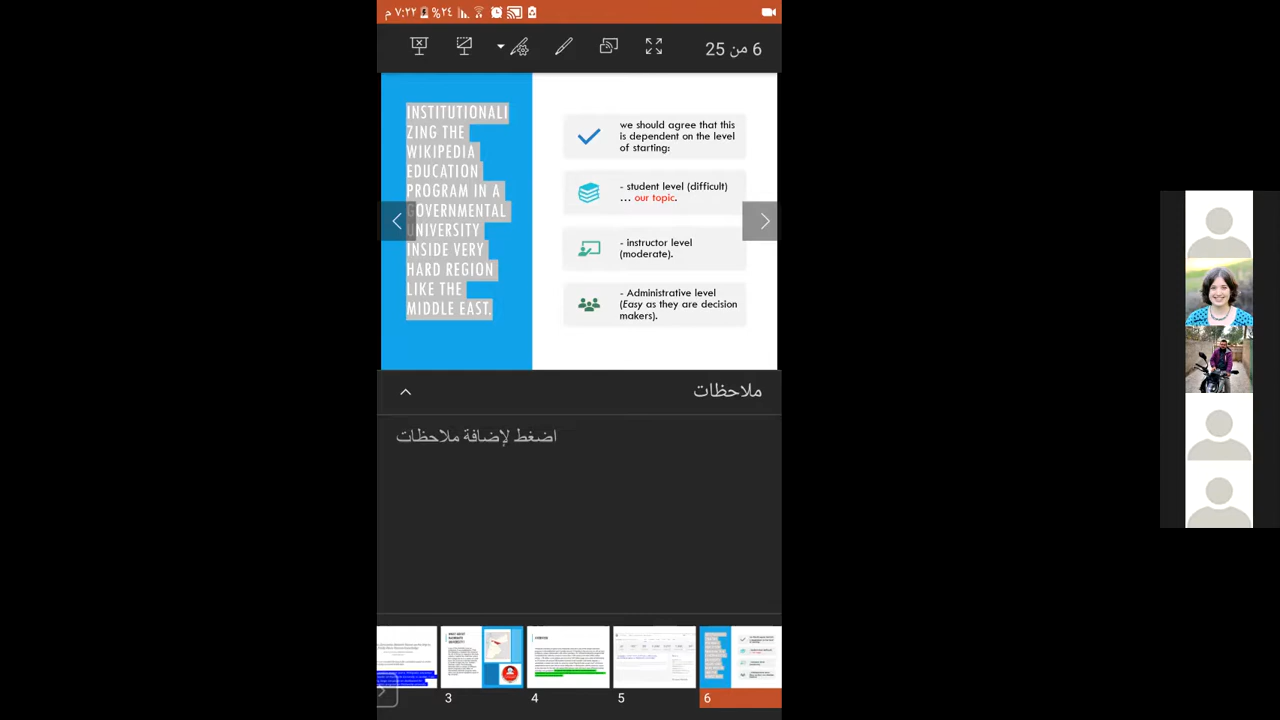 ٧:٢٢ م
%٢٤
6 من 25
INSTITUTIONALI
ZING THE
WIKIPEDIA
EDUCATION
PROGRAM IN A
GOVERNMENTAL
UNIVERSITY
INSIDE VERY
HARD REGION
LIKE THE
MIDDLE EAST.
we should agree that this
is dependent on the level
of starting:
- student level (difficult)
... our topic.
- instructor level
(moderate).
- Administrative level
(Easy as they are decision
makers).
ملاحظات
اضغط لإضافة ملاحظات
3
4
5
6